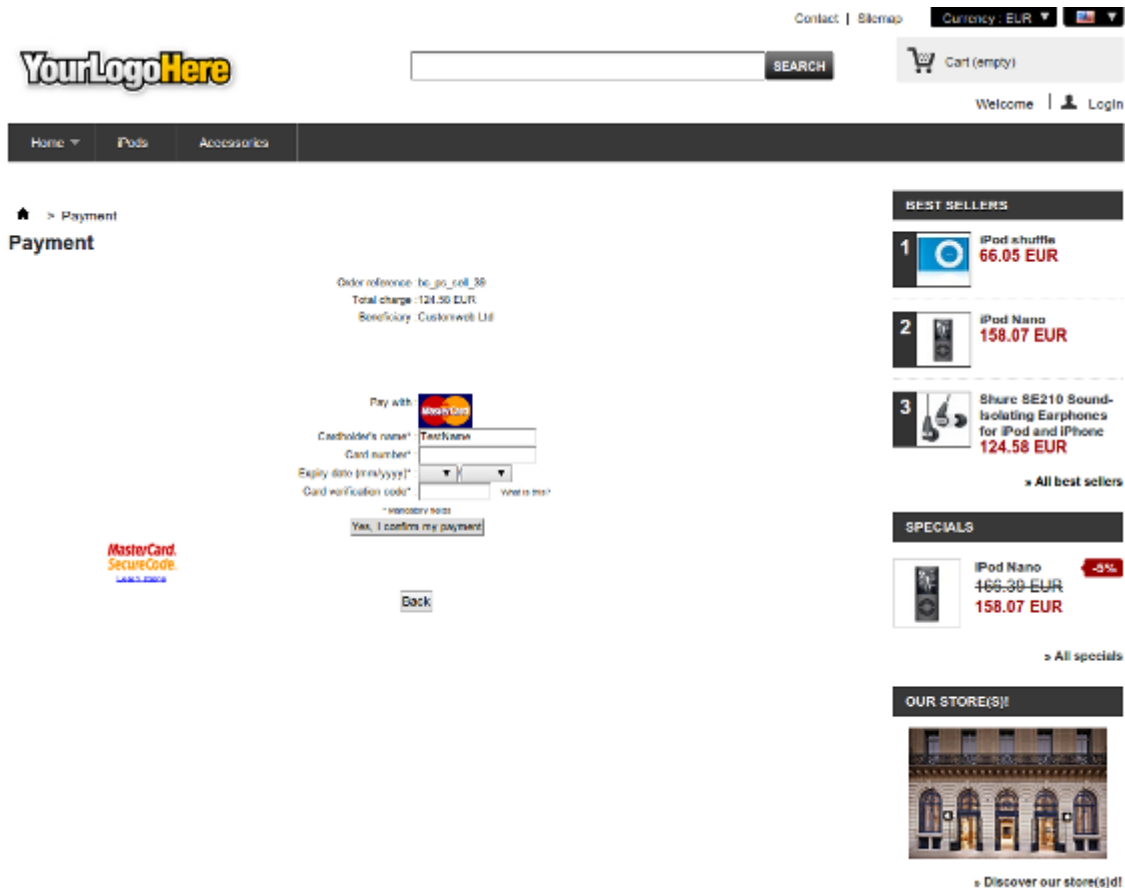 Contact | Sitemap
Currency : EUR
YourLogoHere
SEARCH
Cart (empty)
Welcome | Login
Home
iPods
Accessories
> Payment
Payment
Order reference : bc_ps_sell_39
Total charge : 124.58 EUR
Beneficiary : Customweb Ltd
Pay with :
MasterCard
Cardholder's name* : TestName
Card number* :
Expiry date (mm/yyyy)* : /
Card verification code* : What is this?
* Mandatory fields
Yes, I confirm my payment
MasterCard.
SecureCode.
Learn more
Back
BEST SELLERS
1
iPod shuffle
66.05 EUR
2
iPod Nano
158.07 EUR
3
Shure SE210 Sound-
Isolating Earphones
for iPod and iPhone
124.58 EUR
» All best sellers
SPECIALS
iPod Nano
-5%
166.39 EUR
158.07 EUR
» All specials
OUR STORE(S)!
» Discover our store(s)d!